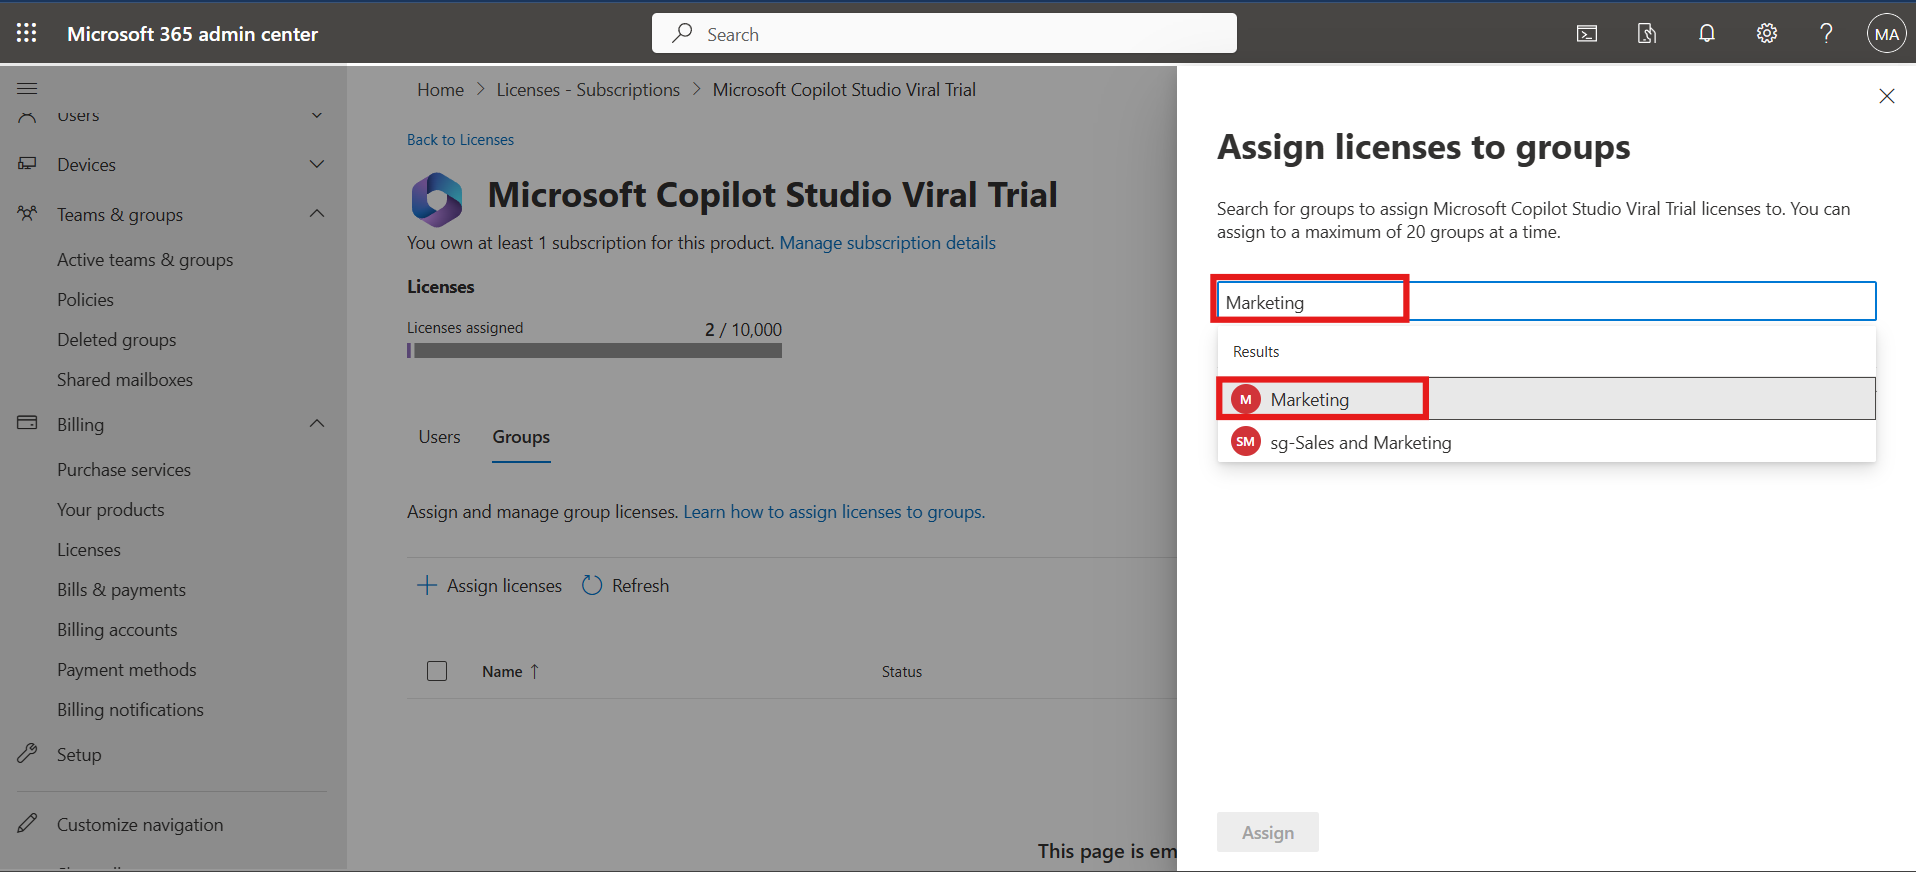 Microsoft 365 admin center
Search
MA
Users
Devices
Teams & groups
Active teams & groups
Policies
Deleted groups
Shared mailboxes
Billing
Purchase services
Your products
Licenses
Bills & payments
Billing accounts
Payment methods
Billing notifications
Setup
Customize navigation
Home > Licenses - Subscriptions > Microsoft Copilot Studio Viral Trial
Back to Licenses
Microsoft Copilot Studio Viral Trial
You own at least 1 subscription for this product. Manage subscription details
Licenses
Licenses assigned 2 / 10,000
Users Groups
Assign and manage group licenses. Learn how to assign licenses to groups.
Assign licenses Refresh
Name ↑ Status
This page is em
Assign licenses to groups
Search for groups to assign Microsoft Copilot Studio Viral Trial licenses to. You can
assign to a maximum of 20 groups at a time.
Marketing
Results
M Marketing
SM sg-Sales and Marketing
Assign